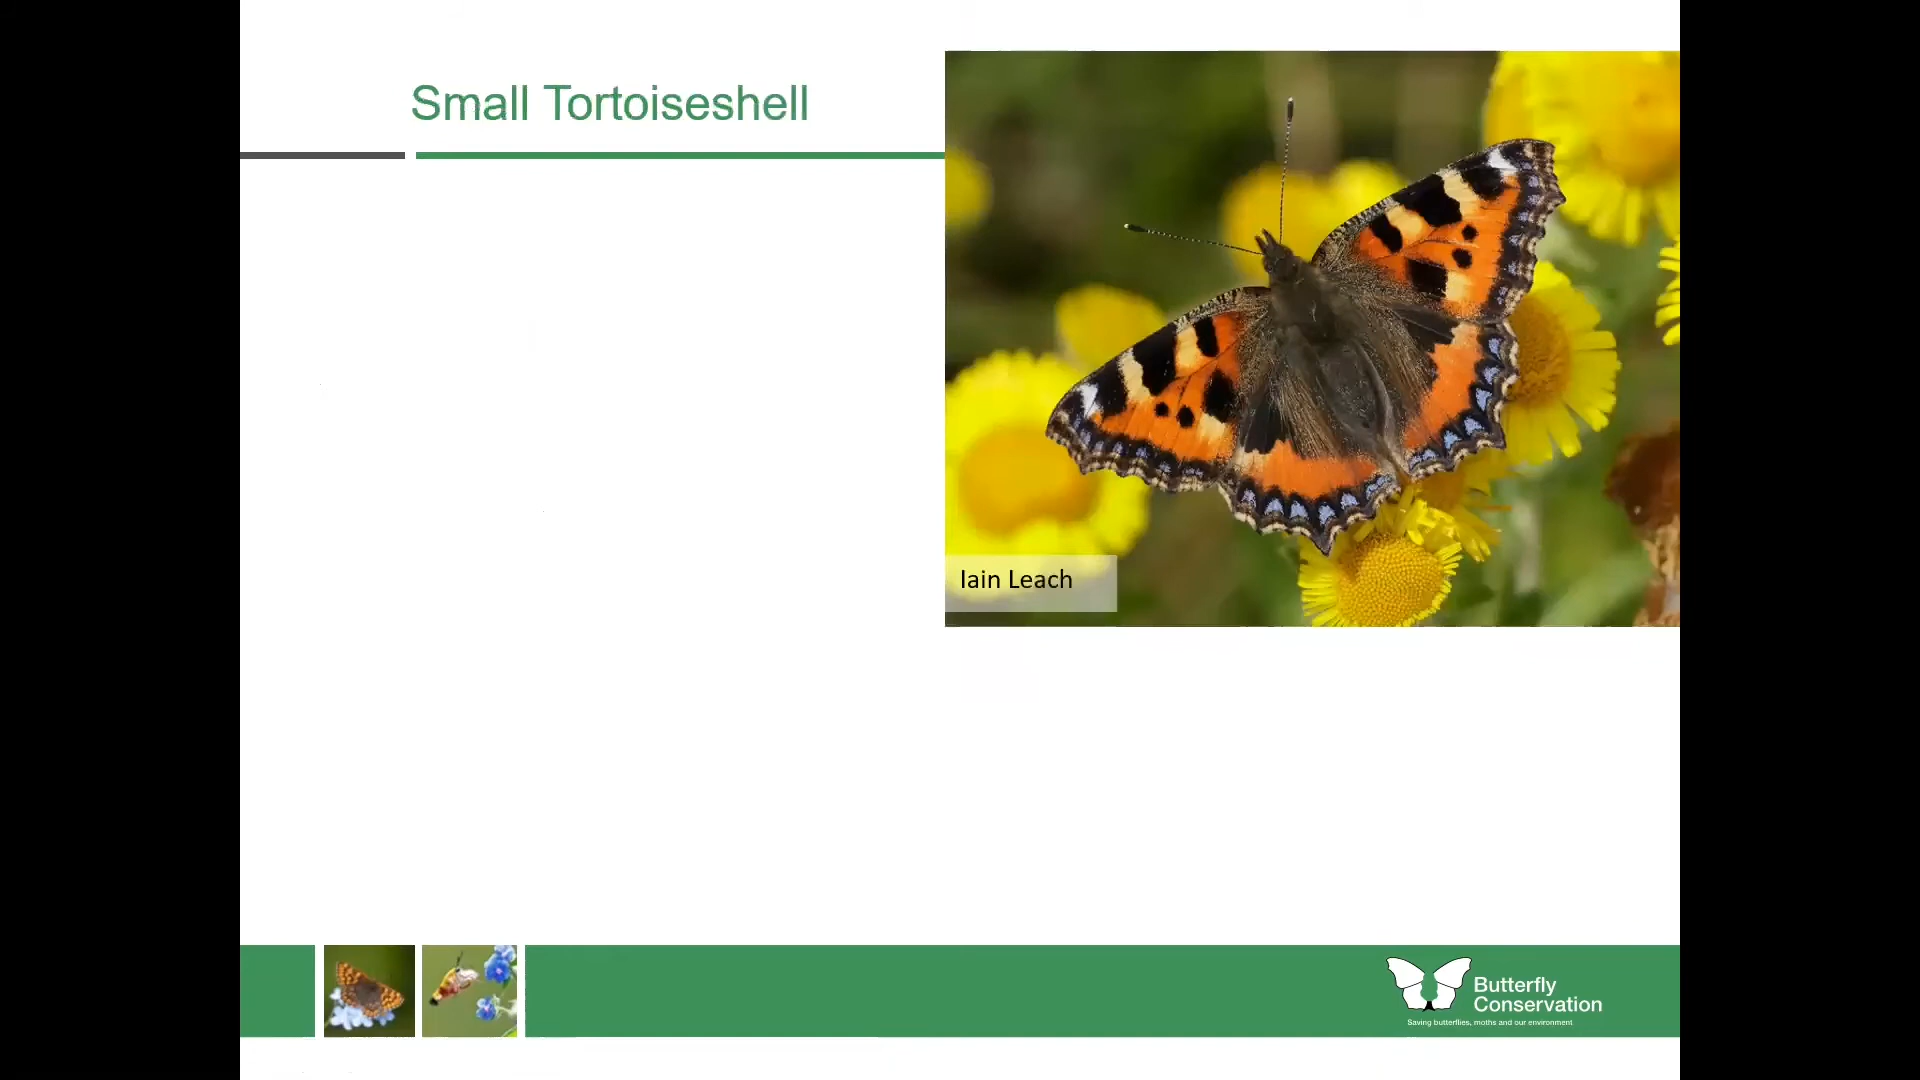 Small Tortoiseshell
Iain Leach
Butterfly
Conservation
Saving butterflies, moths and our environment